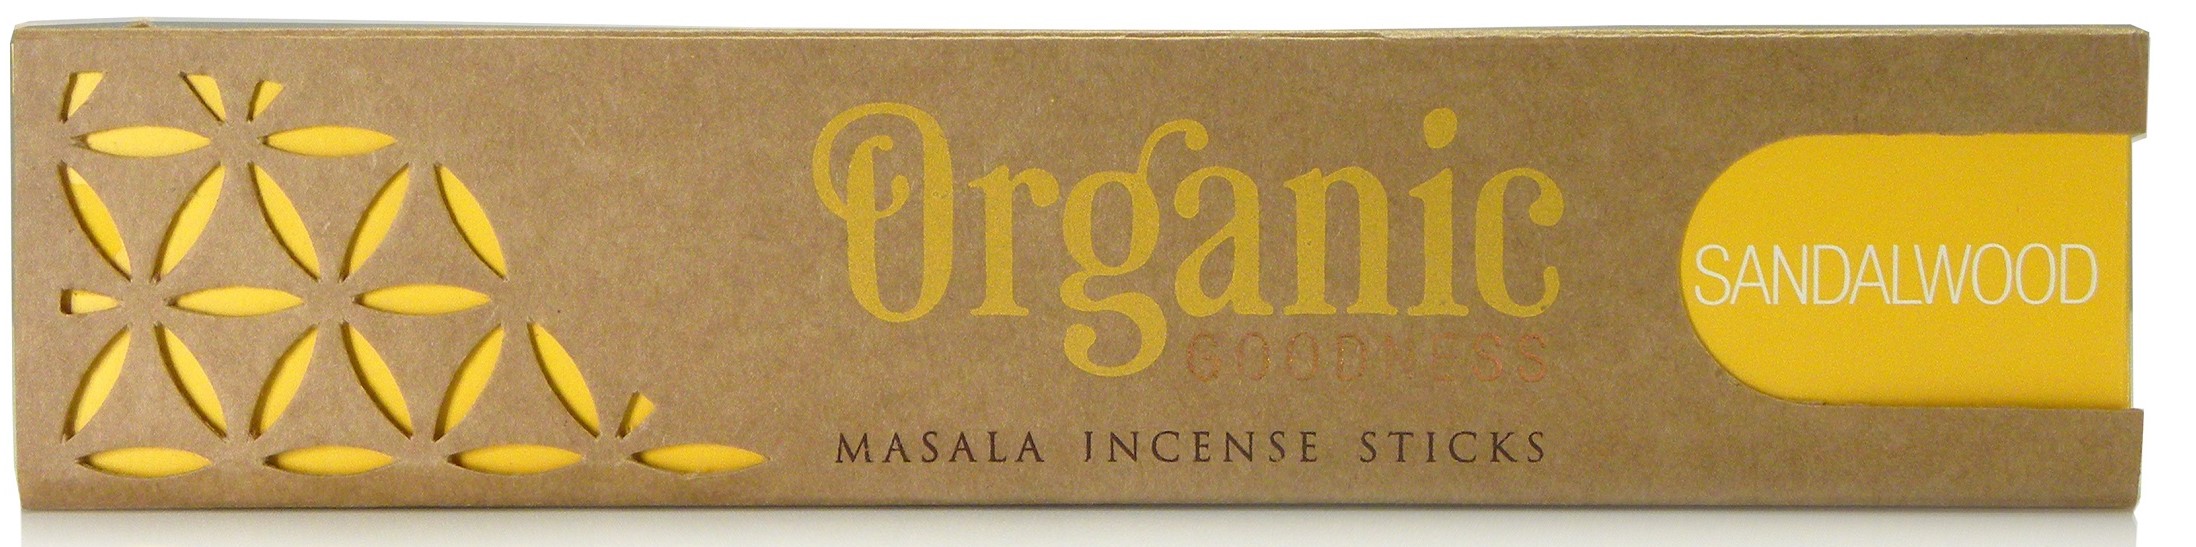 Organic
GOODNESS
MASALA INCENSE STICKS
SANDALWOOD